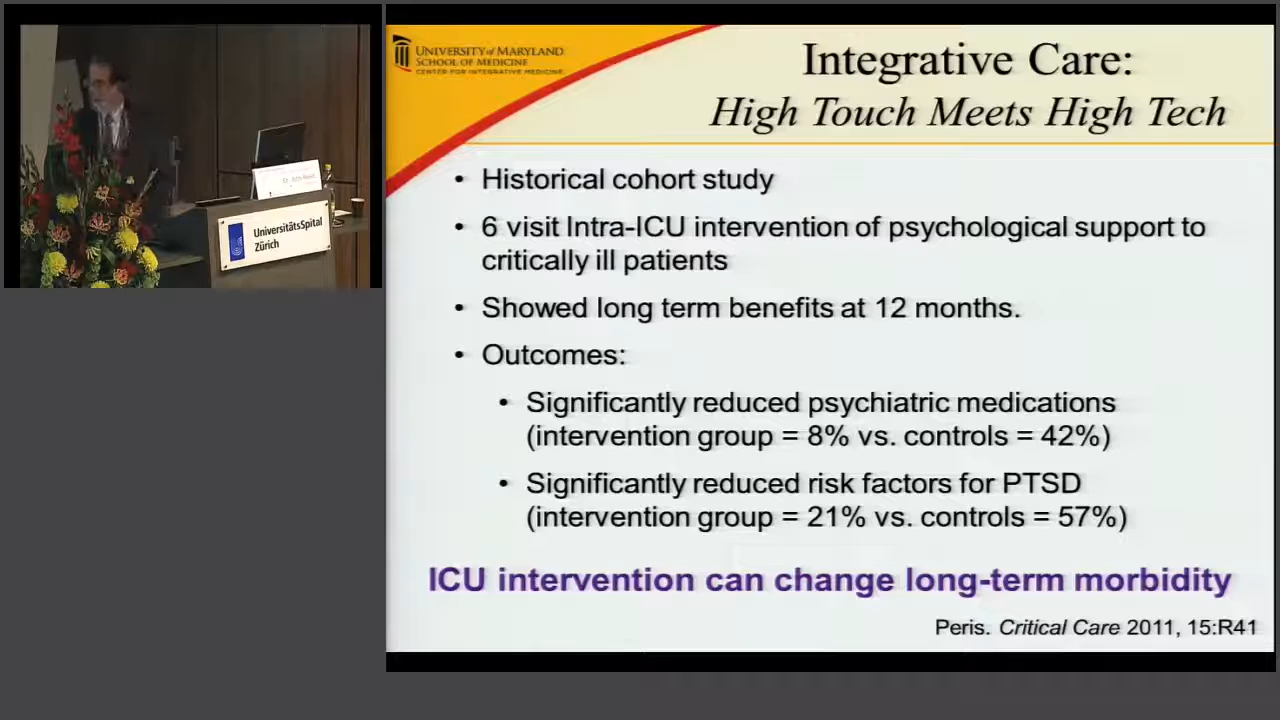 UniversitätsSpital
Zürich
UNIVERSITY of MARYLAND
SCHOOL OF MEDICINE
CENTER FOR INTEGRATIVE MEDICINE
Integrative Care:
High Touch Meets High Tech
• Historical cohort study
• 6 visit Intra-ICU intervention of psychological support to
critically ill patients
• Showed long term benefits at 12 months.
• Outcomes:
• Significantly reduced psychiatric medications
(intervention group = 8% vs. controls = 42%)
• Significantly reduced risk factors for PTSD
(intervention group = 21% vs. controls = 57%)
ICU intervention can change long-term morbidity
Peris. Critical Care 2011, 15:R41